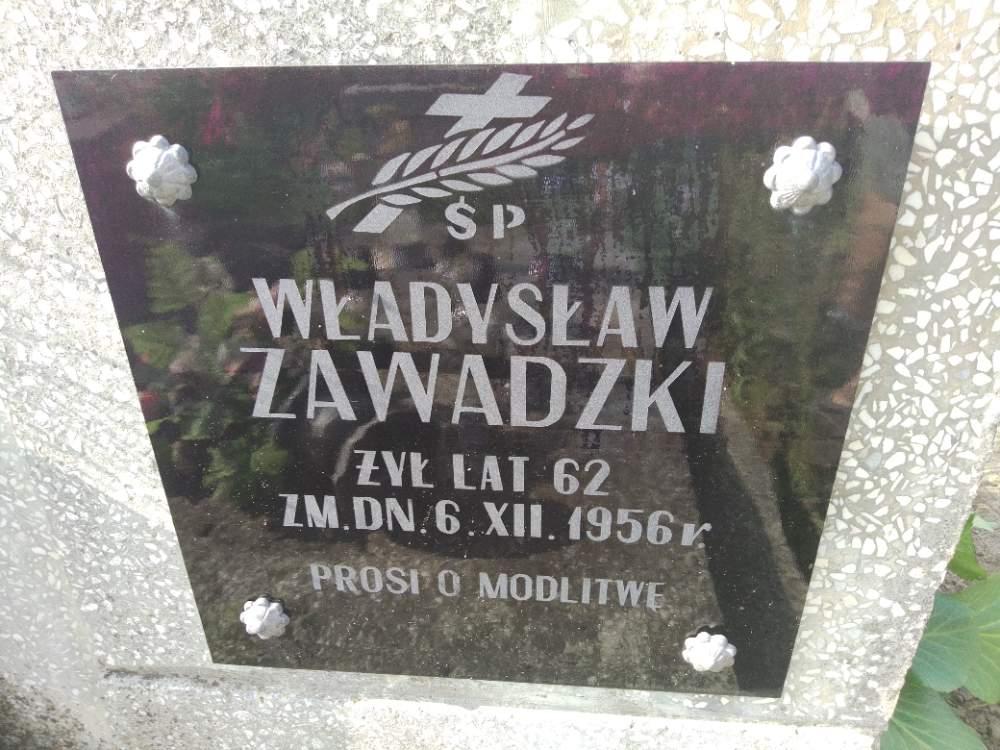 ŚP
WŁADYSŁAW
ZAWADZKI
ŻYŁ LAT 62
ZM.DN.6.XII.1956r
PROSI O MODLITWĘ